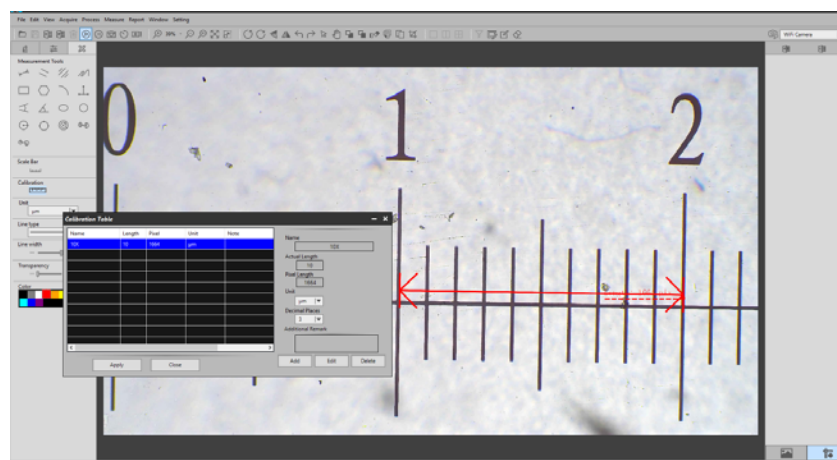 File Edit View Acquire Process Measure Report Window Setting
WiFi Camera
Measurement Tools
Scale Bar
Calibration
Unit
μm
Line type
Line width
Transparency
Color
0 1 2
Calibration Table
Name Length Pixel Unit Note
10X 10 1664 μm
Name
10X
Actual Length
10
Pixel Length
1664
Unit
μm
Decimal Places
3
Additional Remark
Add Edit Delete
Apply Close